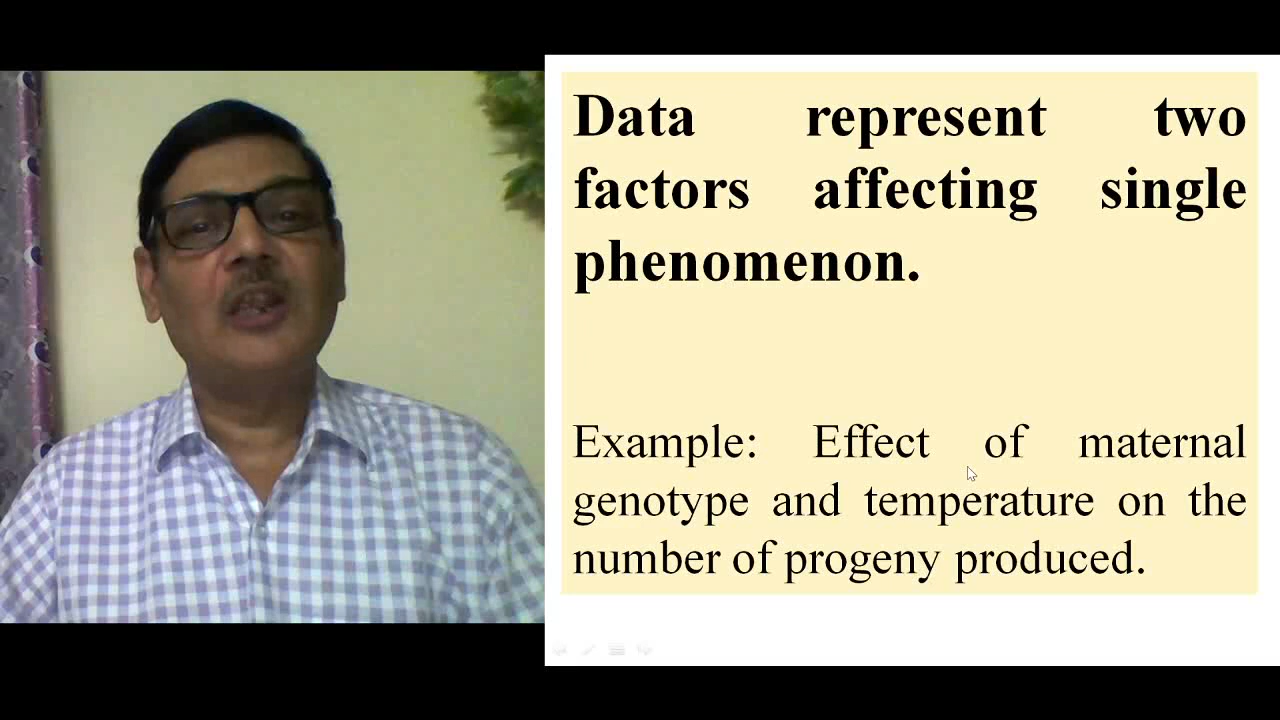 Data represent two
factors affecting single
phenomenon.
Example: Effect of maternal
genotype and temperature on the
number of progeny produced.